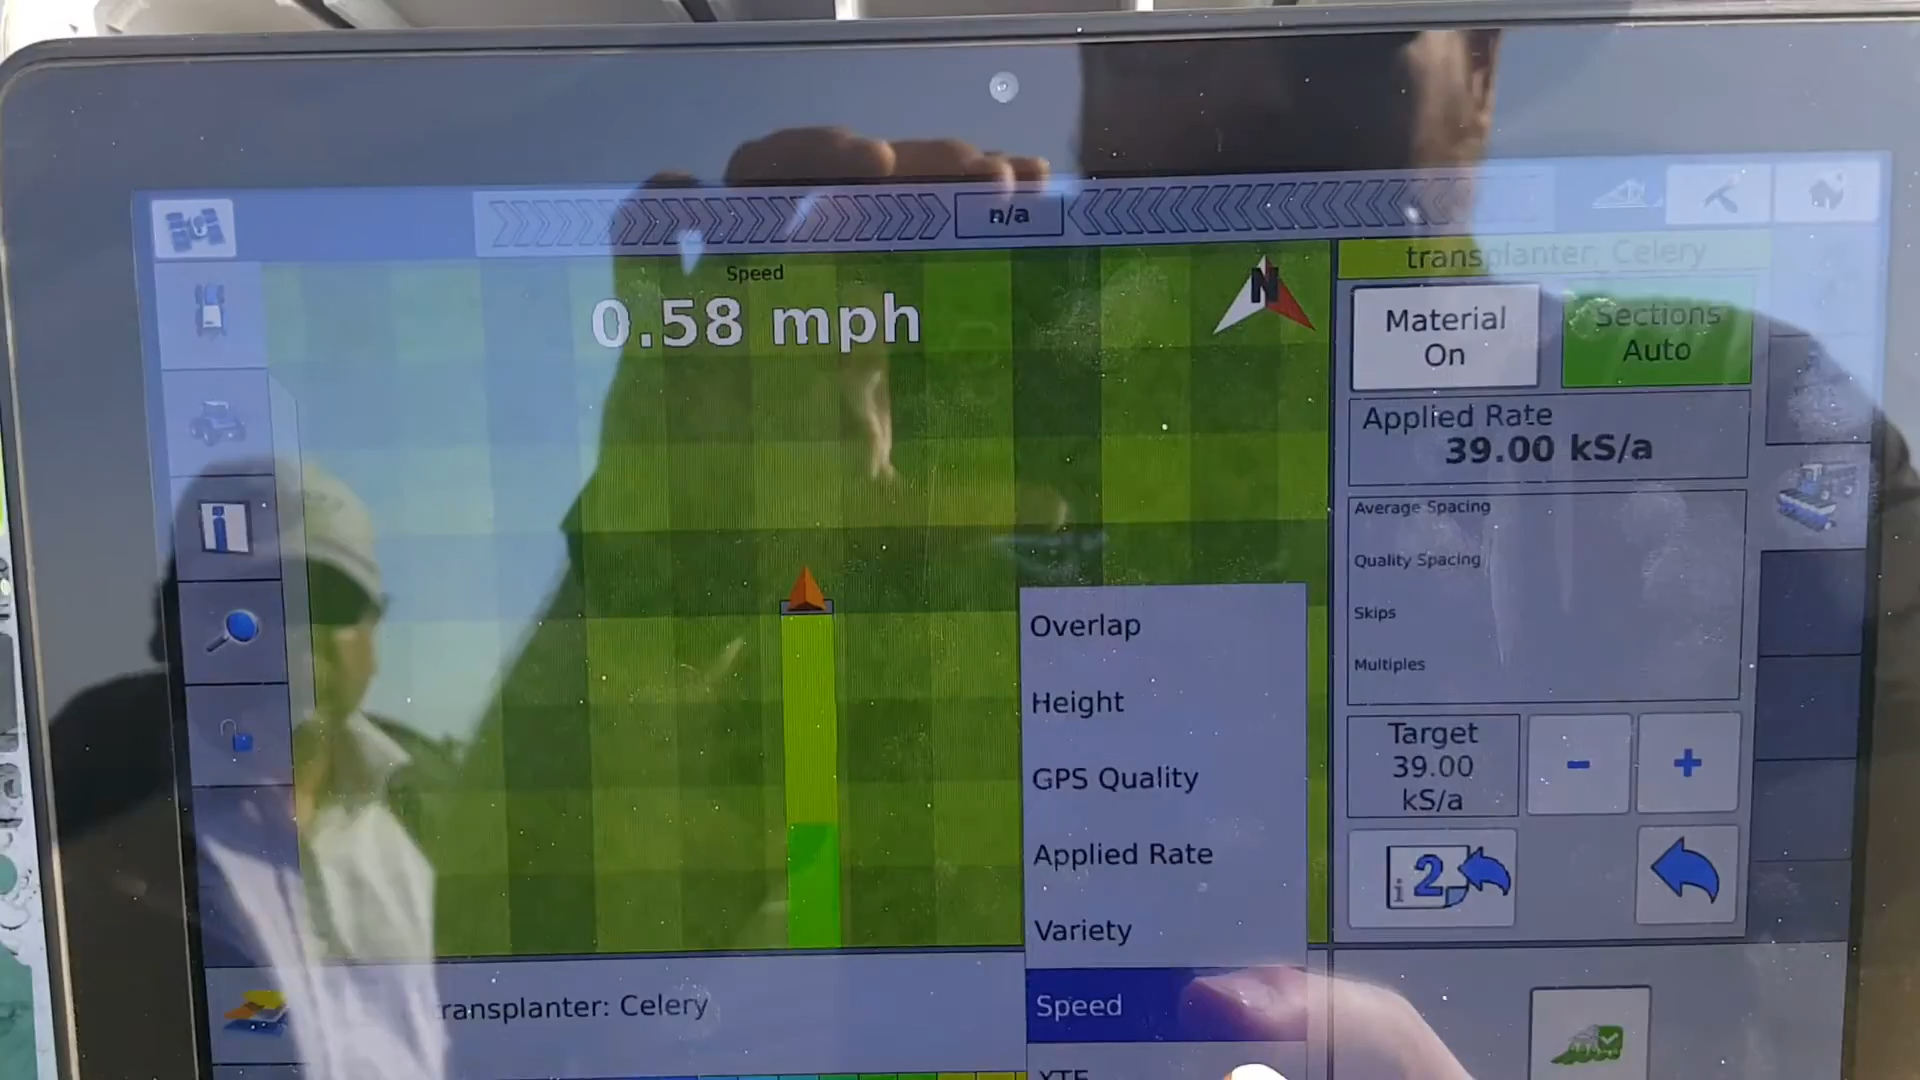 n/a
Speed
0.58 mph
N
transplanter: Celery
Material
On
Sections
Auto
Applied Rate
39.00 kS/a
Average Spacing
Quality Spacing
Skips
Multiples
Target
39.00
kS/a
-
+
i 2
Overlap
Height
GPS Quality
Applied Rate
Variety
Speed
XTE
ransplanter: Celery